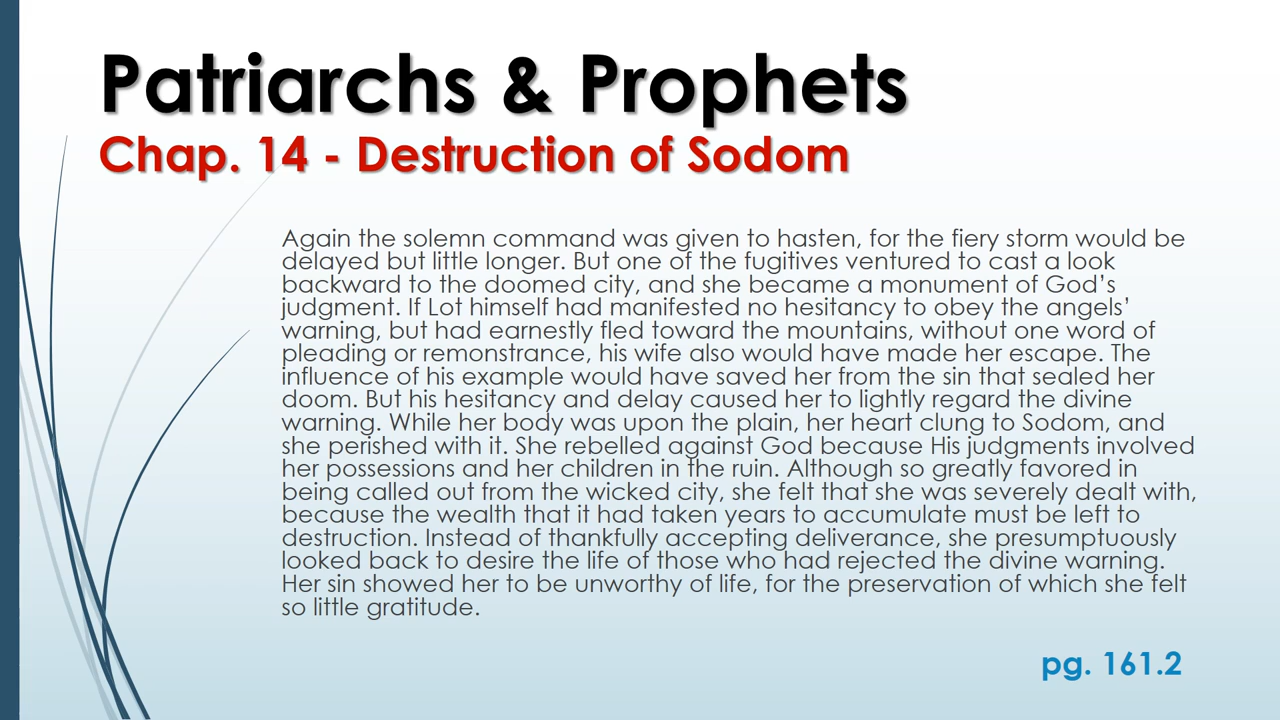 Patriarchs & Prophets
Chap. 14 - Destruction of Sodom
Again the solemn command was given to hasten, for the fiery storm would be
delayed but little longer. But one of the fugitives ventured to cast a look
backward to the doomed city, and she became a monument of God’s
judgment. If Lot himself had manifested no hesitancy to obey the angels’
warning, but had earnestly fled toward the mountains, without one word of
pleading or remonstrance, his wife also would have made her escape. The
influence of his example would have saved her from the sin that sealed her
doom. But his hesitancy and delay caused her to lightly regard the divine
warning. While her body was upon the plain, her heart clung to Sodom, and
she perished with it. She rebelled against God because His judgments involved
her possessions and her children in the ruin. Although so greatly favored in
being called out from the wicked city, she felt that she was severely dealt with,
because the wealth that it had taken years to accumulate must be left to
destruction. Instead of thankfully accepting deliverance, she presumptuously
looked back to desire the life of those who had rejected the divine warning.
Her sin showed her to be unworthy of life, for the preservation of which she felt
so little gratitude.
pg. 161.2